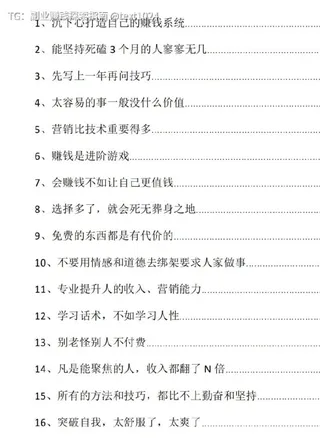 TG：副业赚钱探索指南 @text1024
1、沉下心打造自己的赚钱系统
2、能坚持死磕 3 个月的人寥寥无几
3、先写上一年再问技巧
4、太容易的事一般没什么价值
5、营销比技术重要得多
6、赚钱是进阶游戏
7、会赚钱不如让自己更值钱
8、选择多了，就会死无葬身之地
9、免费的东西都是有代价的
10、不要用情感和道德去绑架要求人家做事
11、专业提升人的收入、营销能力
12、学习话术，不如学习人性
13、别老怪别人不付费
14、凡是能聚焦的人，收入都翻了 N 倍
15、所有的方法和技巧，都比不上勤奋和坚持
16、突破自我，太舒服了，太爽了